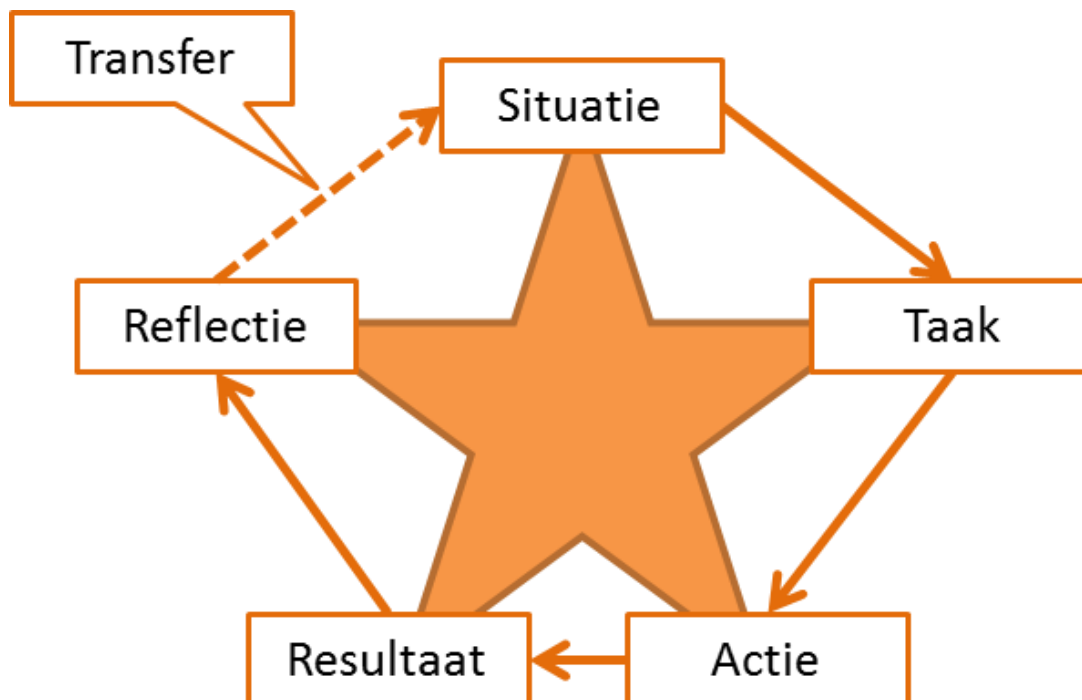 Transfer
Situatie
Taak
Actie
Resultaat
Reflectie